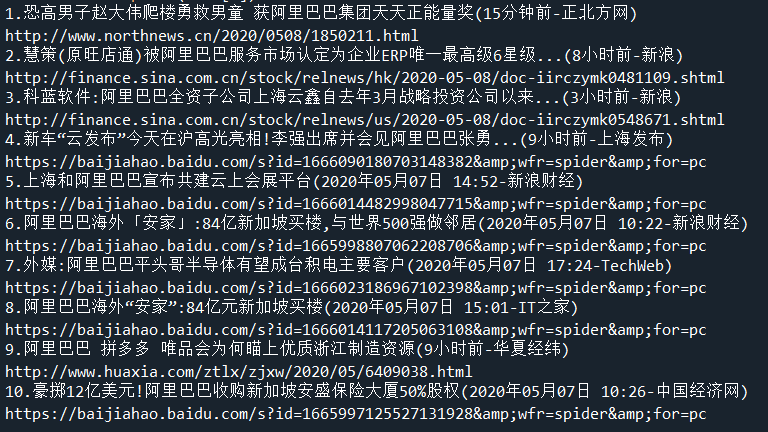 1.恐高男子赵大伟爬楼勇救男童 获阿里巴巴集团天天正能量奖(15分钟前-正北方网)
http://www.northnews.cn/2020/0508/1850211.html
2.慧策(原旺店通)被阿里巴巴服务市场认定为企业ERP唯一最高级6星级...(8小时前-新浪)
http://finance.sina.com.cn/stock/relnews/hk/2020-05-08/doc-iirczymk0481109.shtml
3.科蓝软件:阿里巴巴全资子公司上海云鑫自去年3月战略投资公司以来...(3小时前-新浪)
http://finance.sina.com.cn/stock/relnews/us/2020-05-08/doc-iirczymk0548671.shtml
4.新车“云发布”今天在沪高光亮相!李强出席并会见阿里巴巴张勇...(9小时前-上海发布)
https://baijiahao.baidu.com/s?id=1666090180703148382&amp;wfr=spider&amp;for=pc
5.上海和阿里巴巴宣布共建云上会展平台(2020年05月07日 14:52-新浪财经)
https://baijiahao.baidu.com/s?id=1666014482998047715&amp;wfr=spider&amp;for=pc
6.阿里巴巴海外「安家」:84亿新加坡买楼,与世界500强做邻居(2020年05月07日 10:22-新浪财经)
https://baijiahao.baidu.com/s?id=1665998807062208706&amp;wfr=spider&amp;for=pc
7.外媒:阿里巴巴平头哥半导体有望成台积电主要客户(2020年05月07日 17:24-TechWeb)
https://baijiahao.baidu.com/s?id=1666023186967102398&amp;wfr=spider&amp;for=pc
8.阿里巴巴海外“安家”:84亿元新加坡买楼(2020年05月07日 15:01-IT之家)
https://baijiahao.baidu.com/s?id=1666014117205063108&amp;wfr=spider&amp;for=pc
9.阿里巴巴 拼多多 唯品会为何瞄上优质浙江制造资源(9小时前-华夏经纬)
http://www.huaxia.com/ztlx/zjxw/2020/05/6409038.html
10.豪掷12亿美元!阿里巴巴收购新加坡安盛保险大厦50%股权(2020年05月07日 10:26-中国经济网)
https://baijiahao.baidu.com/s?id=1665997125527131928&amp;wfr=spider&amp;for=pc